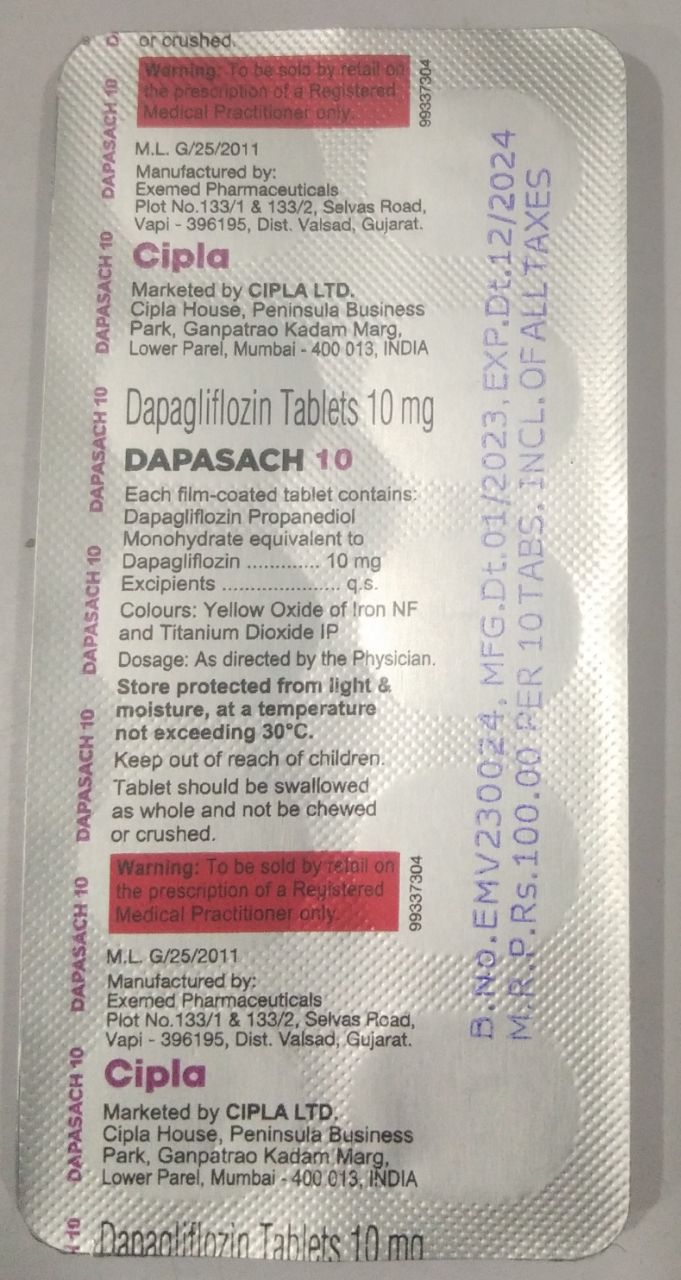 or crushed.
Warning: To be sold by retail on
the prescription of a Registered
Medical Practitioner only.
99337304
M.L. G/25/2011
Manufactured by:
Exemed Pharmaceuticals
Plot No.133/1 & 133/2, Selvas Road,
Vapi - 396195, Dist. Valsad, Gujarat.
Cipla
Marketed by CIPLA LTD.
Cipla House, Peninsula Business
Park, Ganpatrao Kadam Marg,
Lower Parel, Mumbai - 400 013, INDIA
Dapagliflozin Tablets 10 mg
DAPASACH 10
Each film-coated tablet contains:
Dapagliflozin Propanediol
Monohydrate equivalent to
Dapagliflozin ............. 10 mg
Excipients ..................... q.s.
Colours: Yellow Oxide of Iron NF
and Titanium Dioxide IP
Dosage: As directed by the Physician.
Store protected from light &
moisture, at a temperature
not exceeding 30°C.
Keep out of reach of children.
Tablet should be swallowed
as whole and not be chewed
or crushed.
Warning: To be sold by retail on
the prescription of a Registered
Medical Practitioner only.
99337304
M.L. G/25/2011
Manufactured by:
Exemed Pharmaceuticals
Plot No.133/1 & 133/2, Selvas Road,
Vapi - 396195, Dist. Valsad, Gujarat.
Cipla
Marketed by CIPLA LTD.
Cipla House, Peninsula Business
Park, Ganpatrao Kadam Marg,
Lower Parel, Mumbai - 400 013, INDIA
Dapagliflozin Tablets 10 mg
DAPASACH 10
DAPASACH 10
DAPASACH 10
DAPASACH 10
DAPASACH 10
DAPASACH 10
DAPASACH 10
B.NO.EMV230024, MFG.Dt.01/2023, EXP.Dt.12/2024
M.R.P.Rs.100.00 PER 10 TABS. INCL.OF ALL TAXES